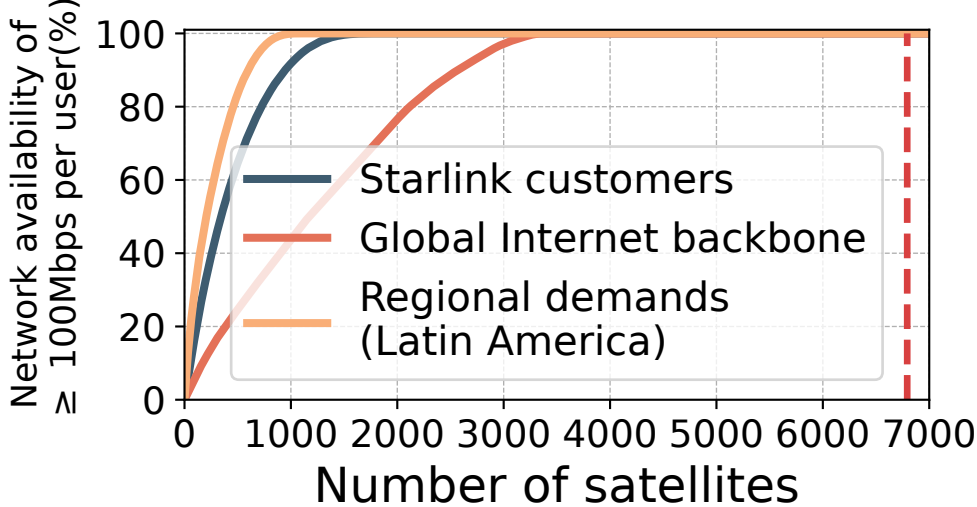 Network availability of
≥ 100Mbps per user(%)
100
80
60
40
20
0
Starlink customers
Global Internet backbone
Regional demands
(Latin America)
0 1000 2000 3000 4000 5000 6000 7000
Number of satellites